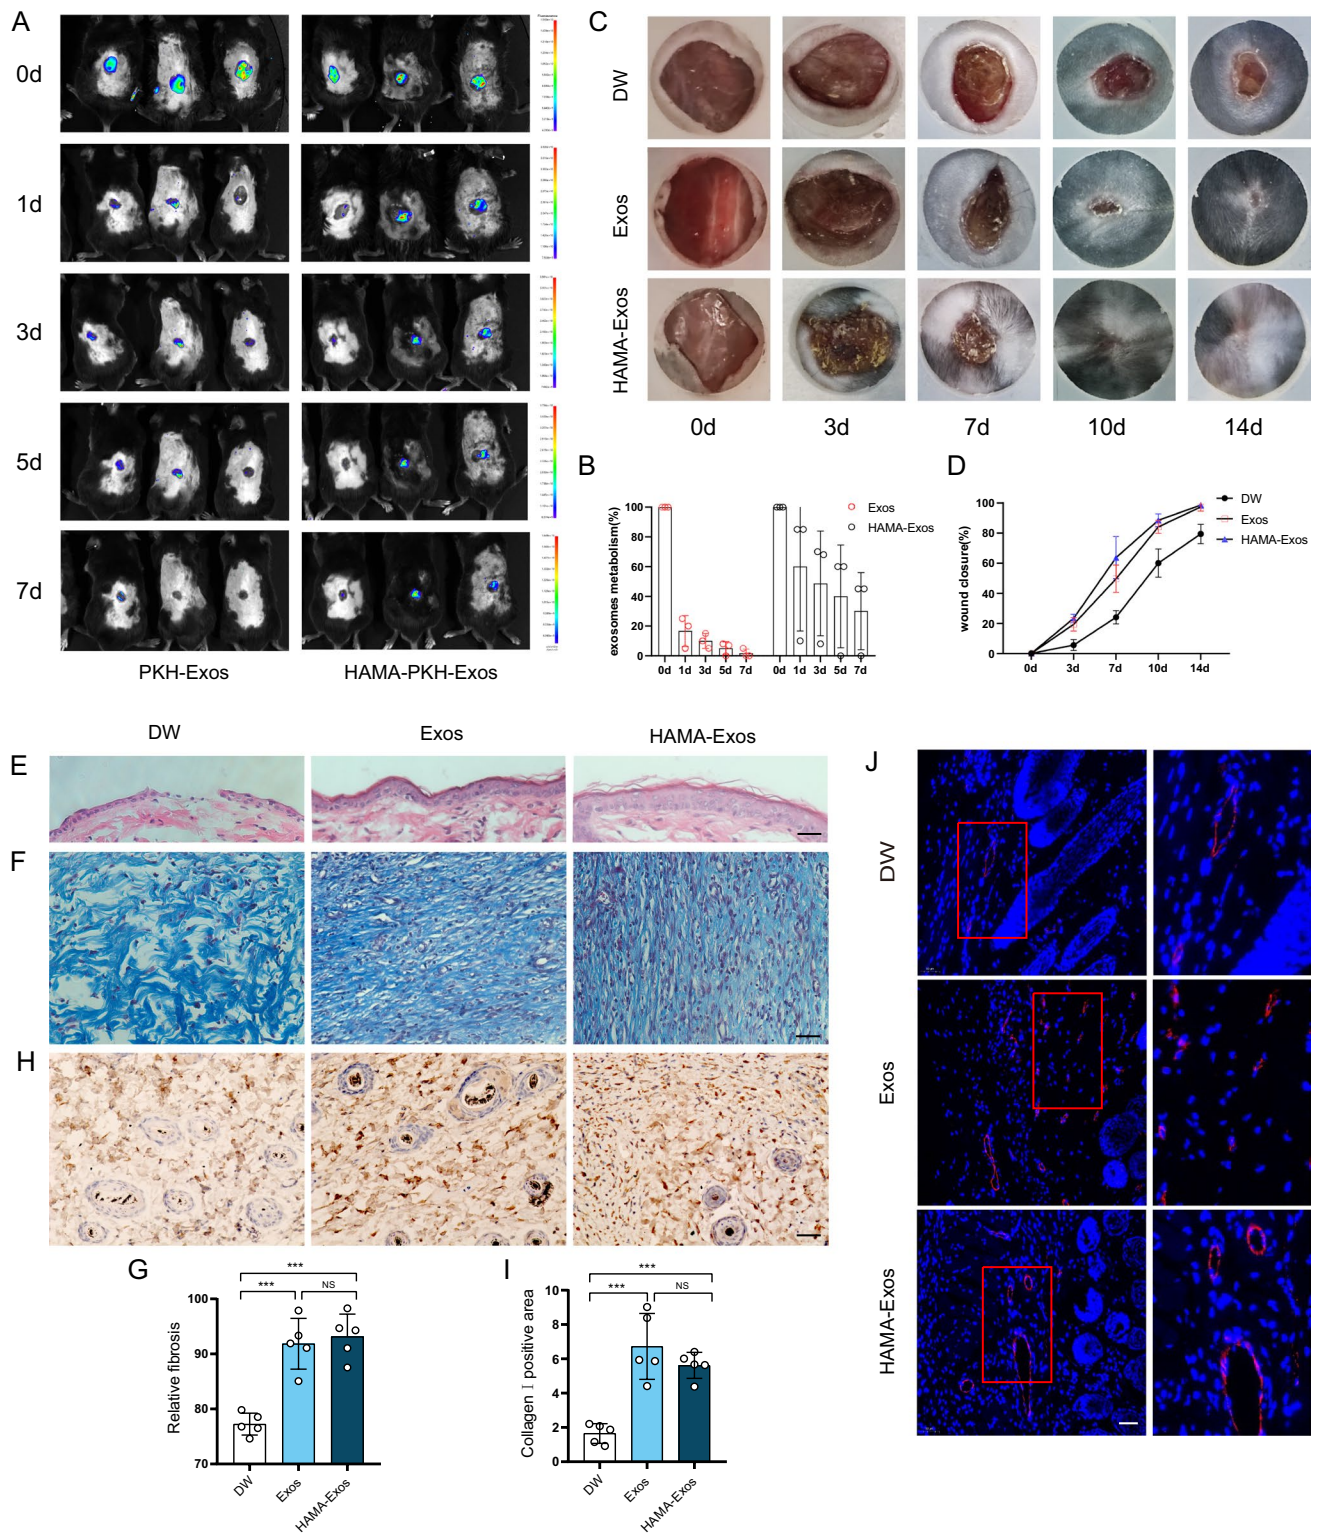 A
0d
1d
3d
5d
7d
PKH-Exos
HAMA-PKH-Exos
C
DW
Exos
HAMA-Exos
0d
3d
7d
10d
14d
B
exosomes metabolism(%)
100
80
60
40
20
0
0d
1d
3d
5d
7d
0d
1d
3d
5d
7d
Exos
HAMA-Exos
D
wound closure(%)
100
80
60
40
20
0
0d
3d
7d
10d
14d
DW
Exos
HAMA-Exos
DW
Exos
HAMA-Exos
E
F
H
G
Relative fibrosis
100
90
80
70
***
***
NS
DW
Exos
HAMA-Exos
I
Collagen I positive area
10
8
6
4
2
0
***
***
NS
DW
Exos
HAMA-Exos
J
DW
Exos
HAMA-Exos